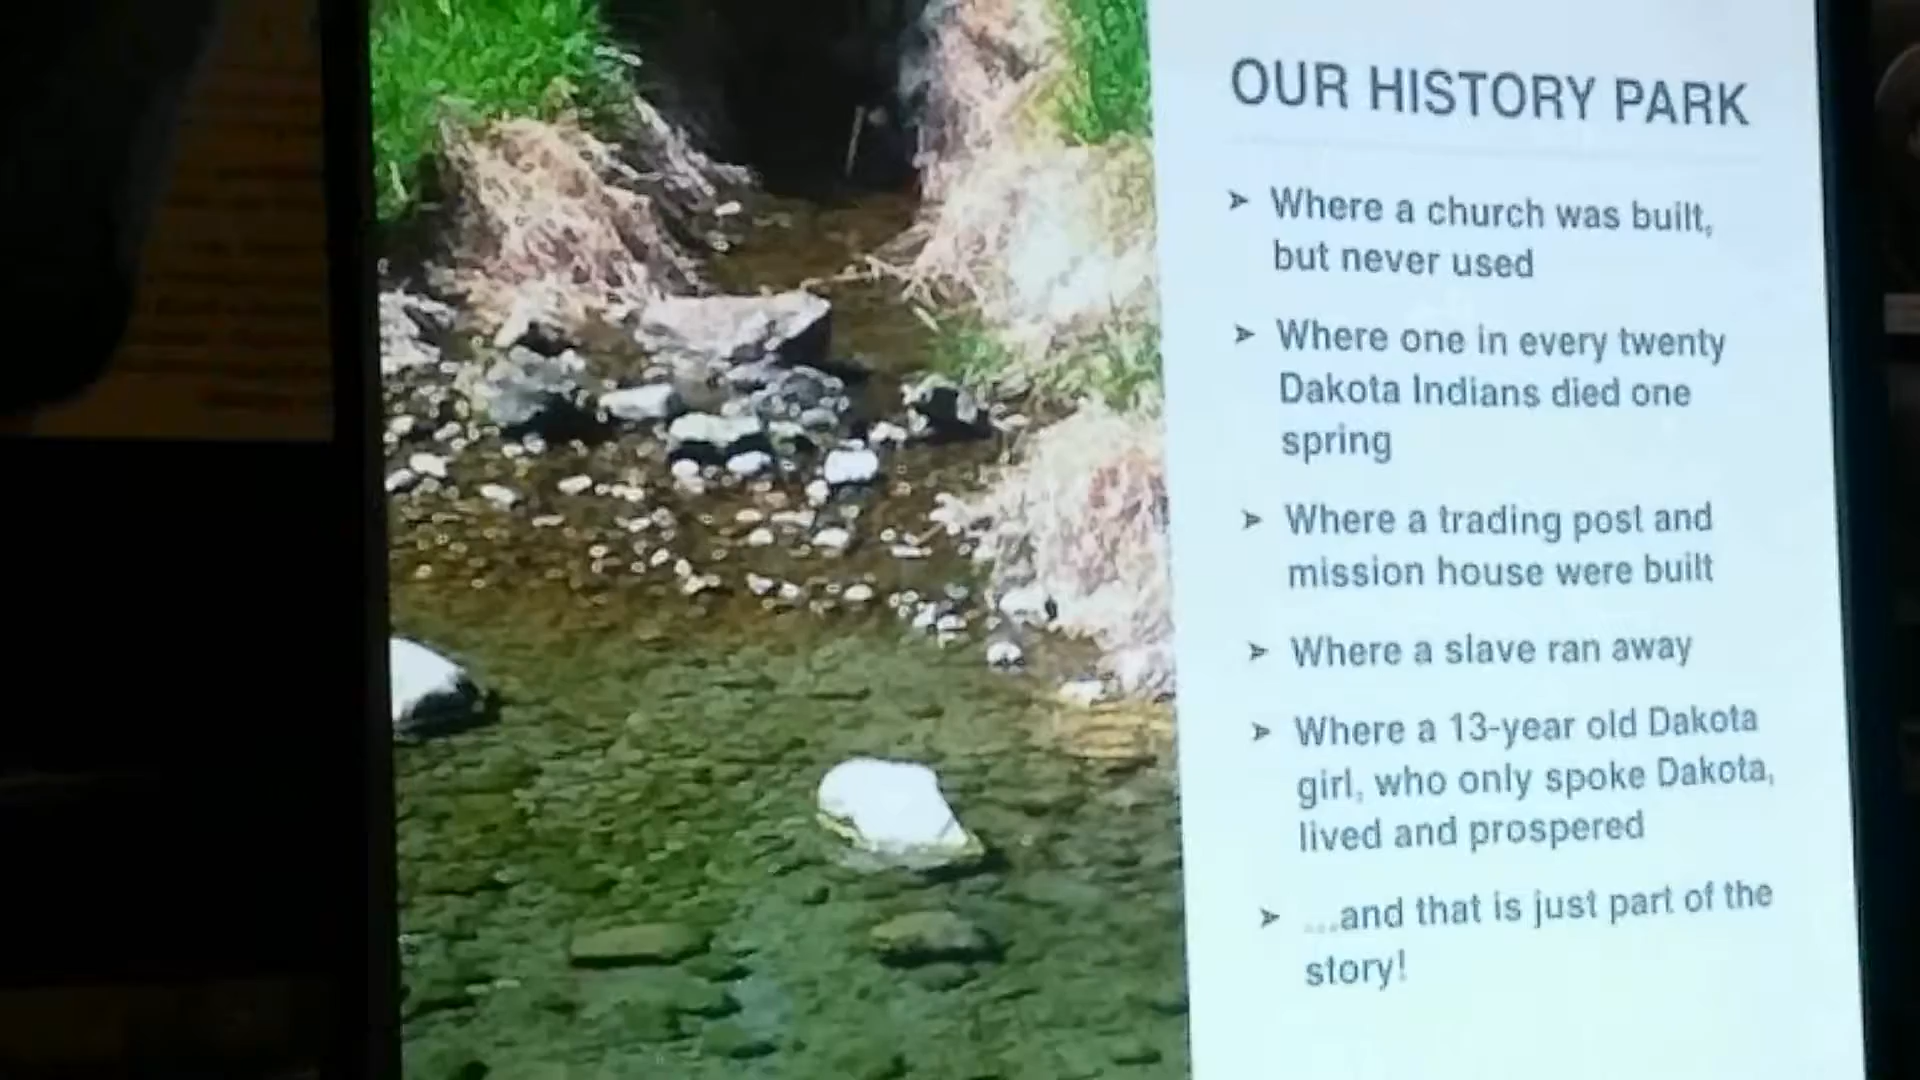 OUR HISTORY PARK
➤ Where a church was built,
but never used
➤ Where one in every twenty
Dakota Indians died one
spring
➤ Where a trading post and
mission house were built
➤ Where a slave ran away
➤ Where a 13-year old Dakota
girl, who only spoke Dakota,
lived and prospered
➤ ...and that is just part of the
story!